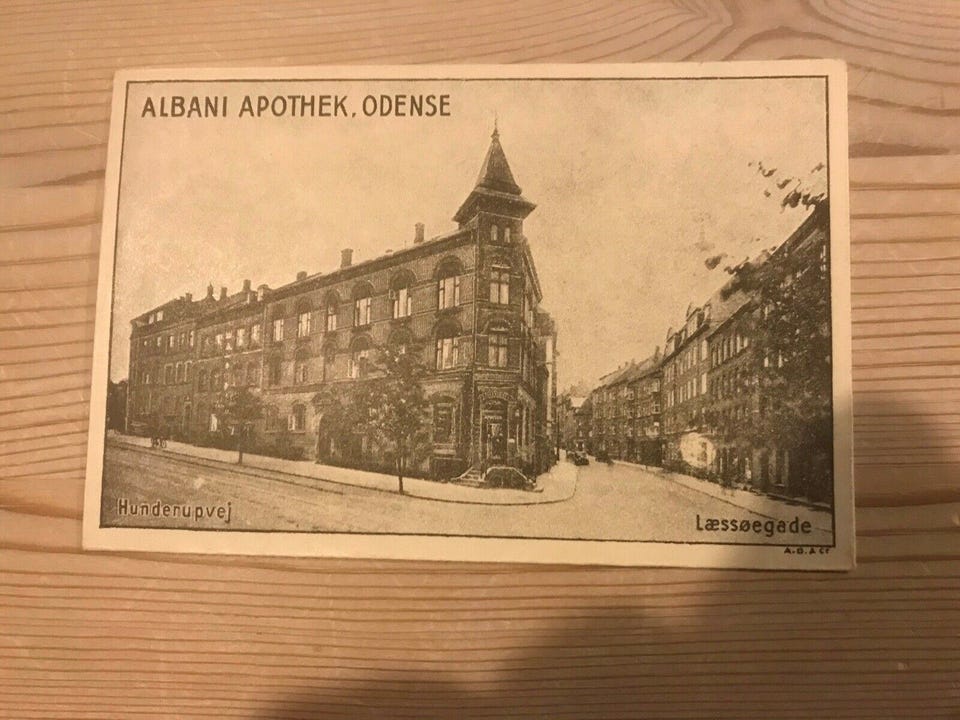 ALBANI APOTHEK, ODENSE
Hunderupvej
Læssøegade